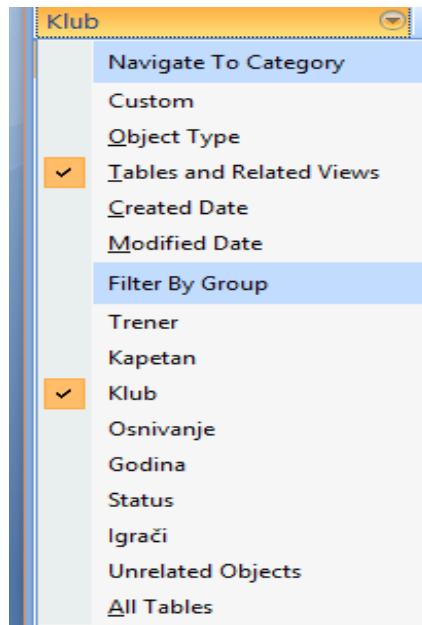 Klub
Navigate To Category
Custom
Object Type
Tables and Related Views
Created Date
Modified Date
Filter By Group
Trener
Kapetan
Klub
Osnivanje
Godina
Status
Igrači
Unrelated Objects
All Tables